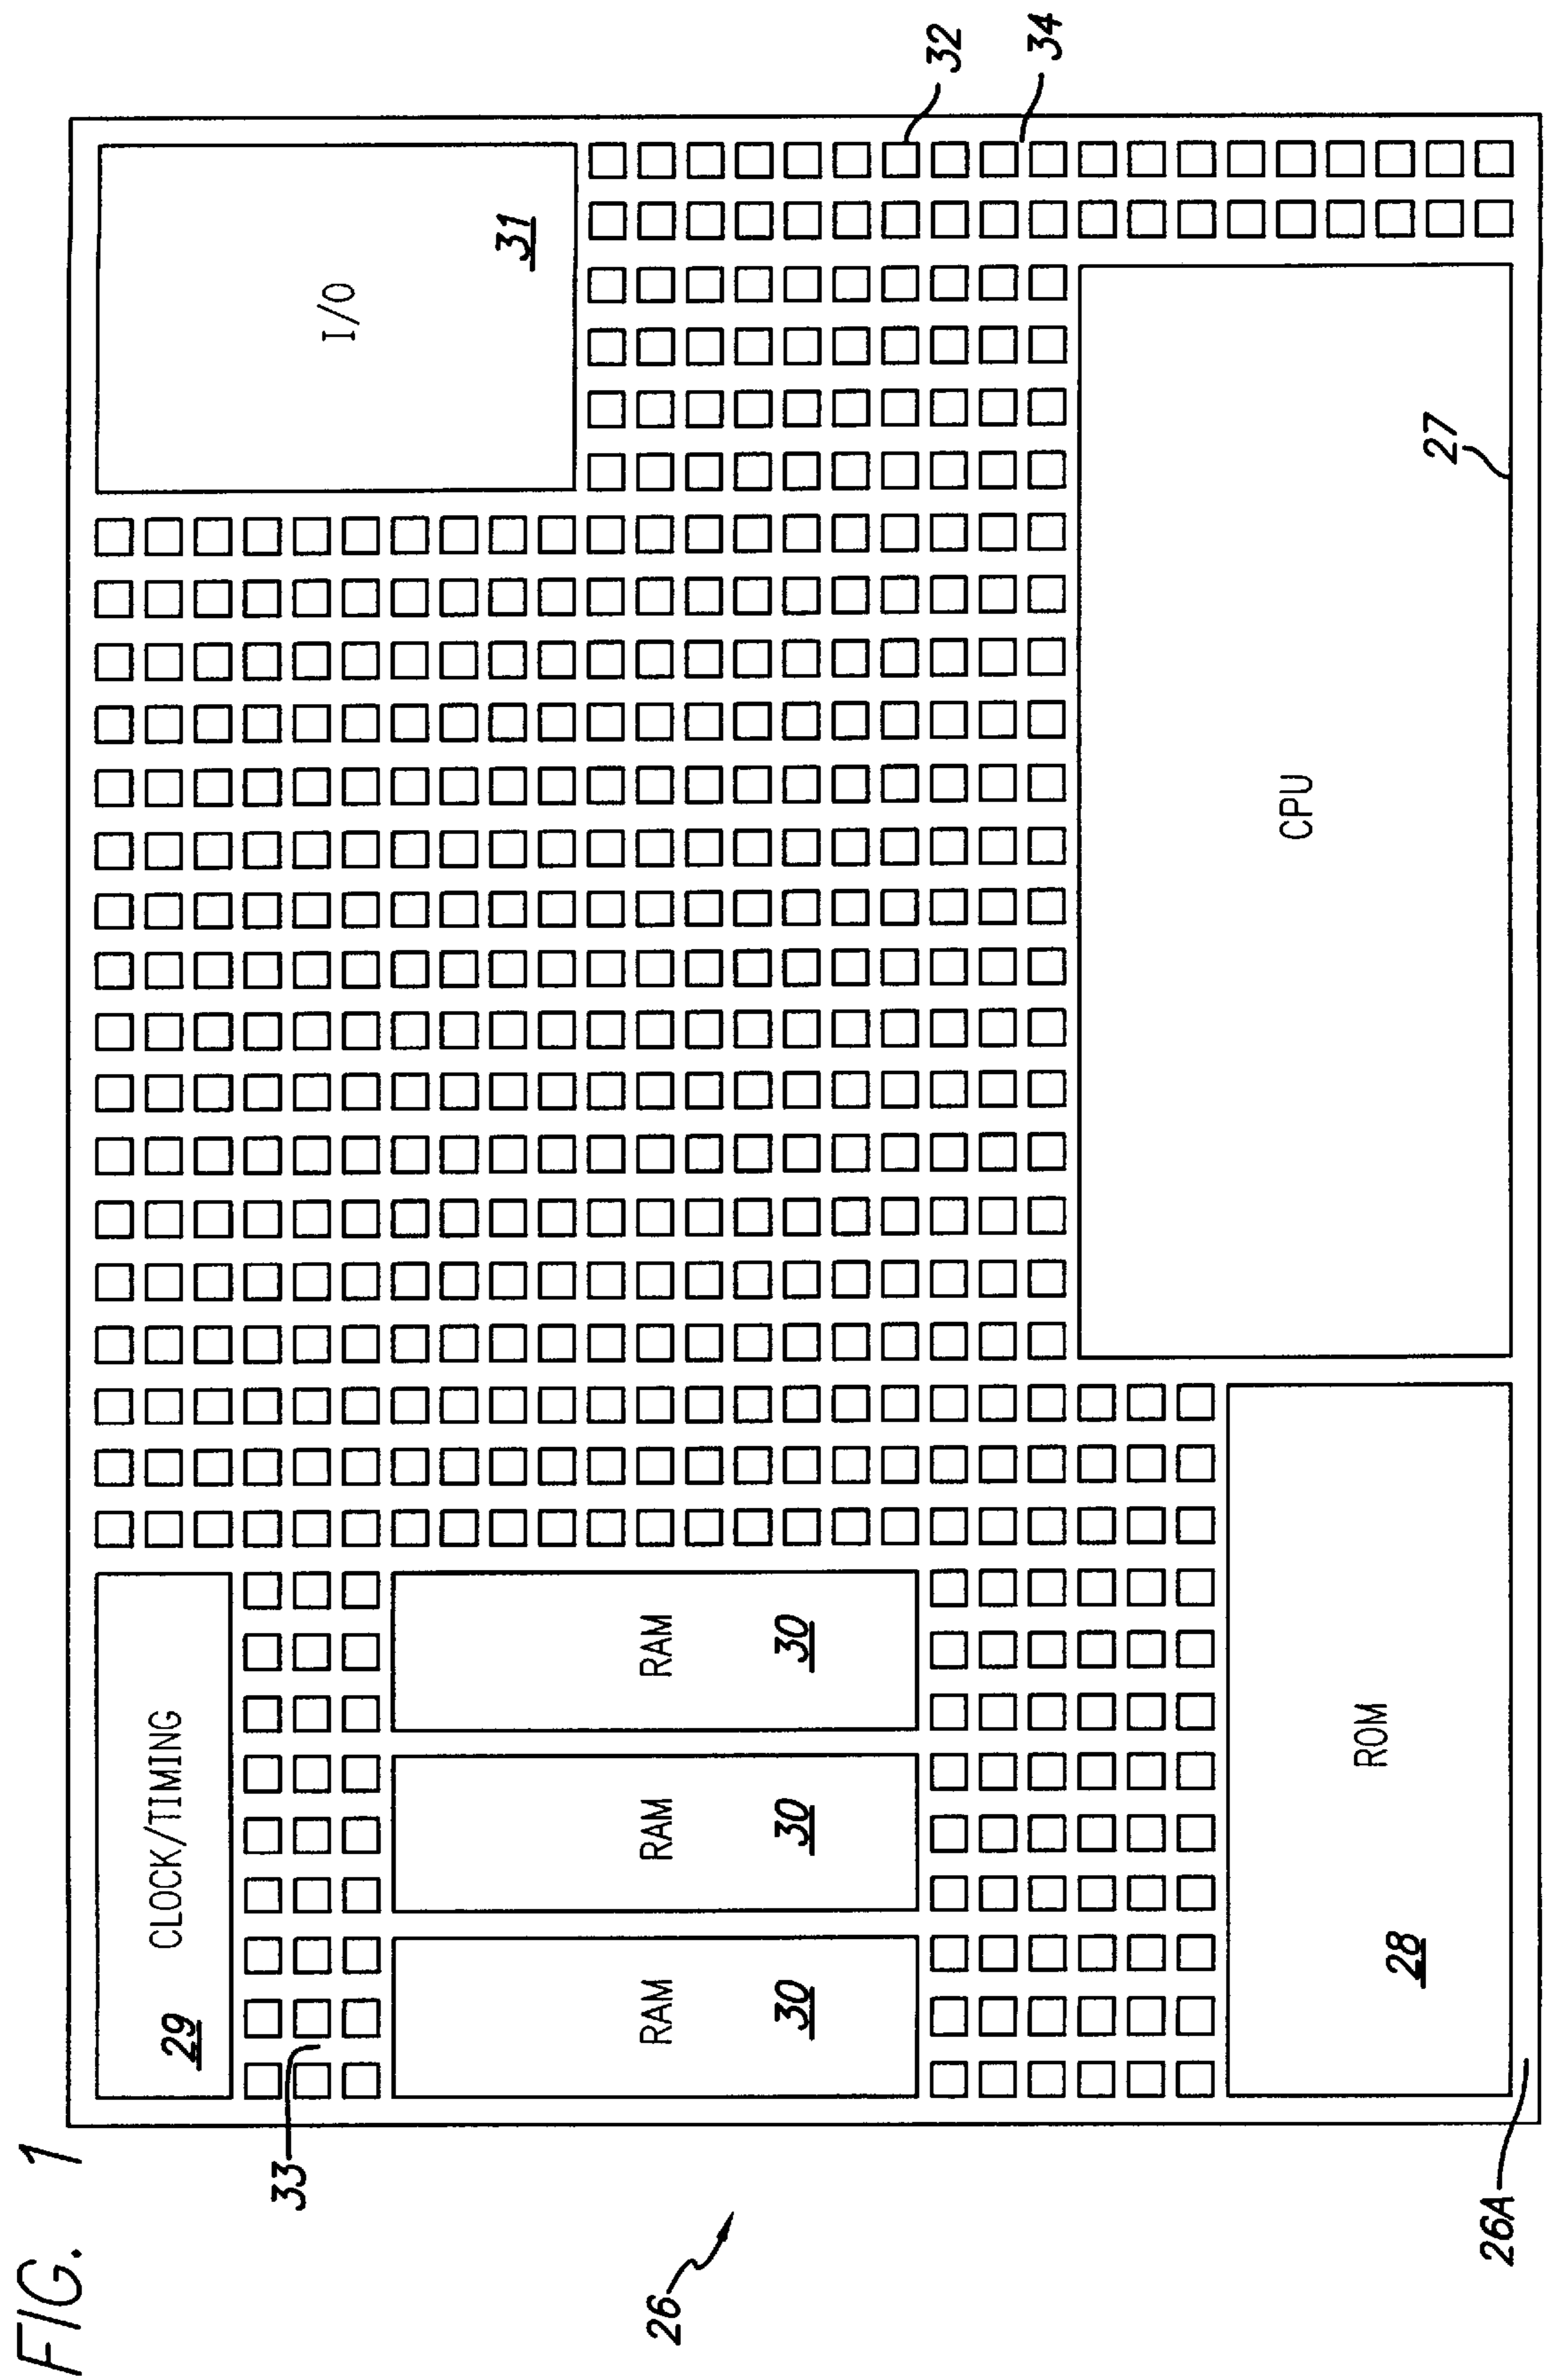 FIG. 1
CLOCK/TIMING
29
33
I/O
31
RAM
30
RAM
30
RAM
30
32
34
ROM
28
CPU
27
26
26A